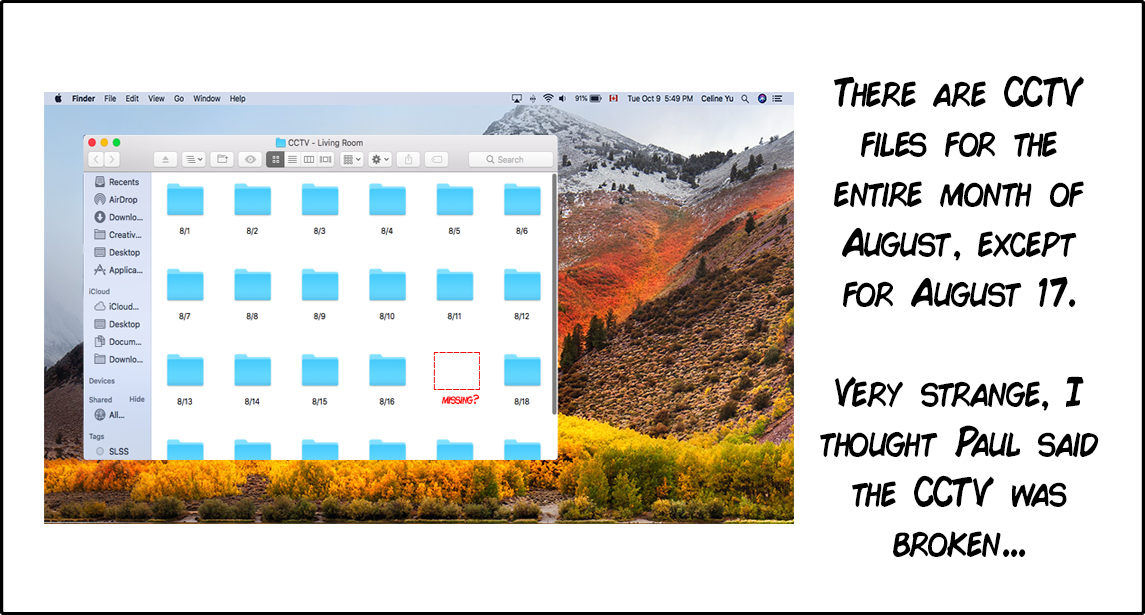 Finder File Edit View Go Window Help 91% Tue Oct 9 5:49 PM Celine Yu
CCTV - Living Room
Search
Recents
AirDrop
Downlo...
Creativ...
Desktop
Applica...
iCloud
iCloud...
Desktop
Docum...
Downlo...
Devices
Shared Hide
All...
Tags
SLSS
8/1 8/2 8/3 8/4 8/5 8/6
8/7 8/8 8/9 8/10 8/11 8/12
8/13 8/14 8/15 8/16 MISSING? 8/18
THERE ARE CCTV
FILES FOR THE
ENTIRE MONTH OF
AUGUST, EXCEPT
FOR AUGUST 17.
VERY STRANGE, I
THOUGHT PAUL SAID
THE CCTV WAS
BROKEN...